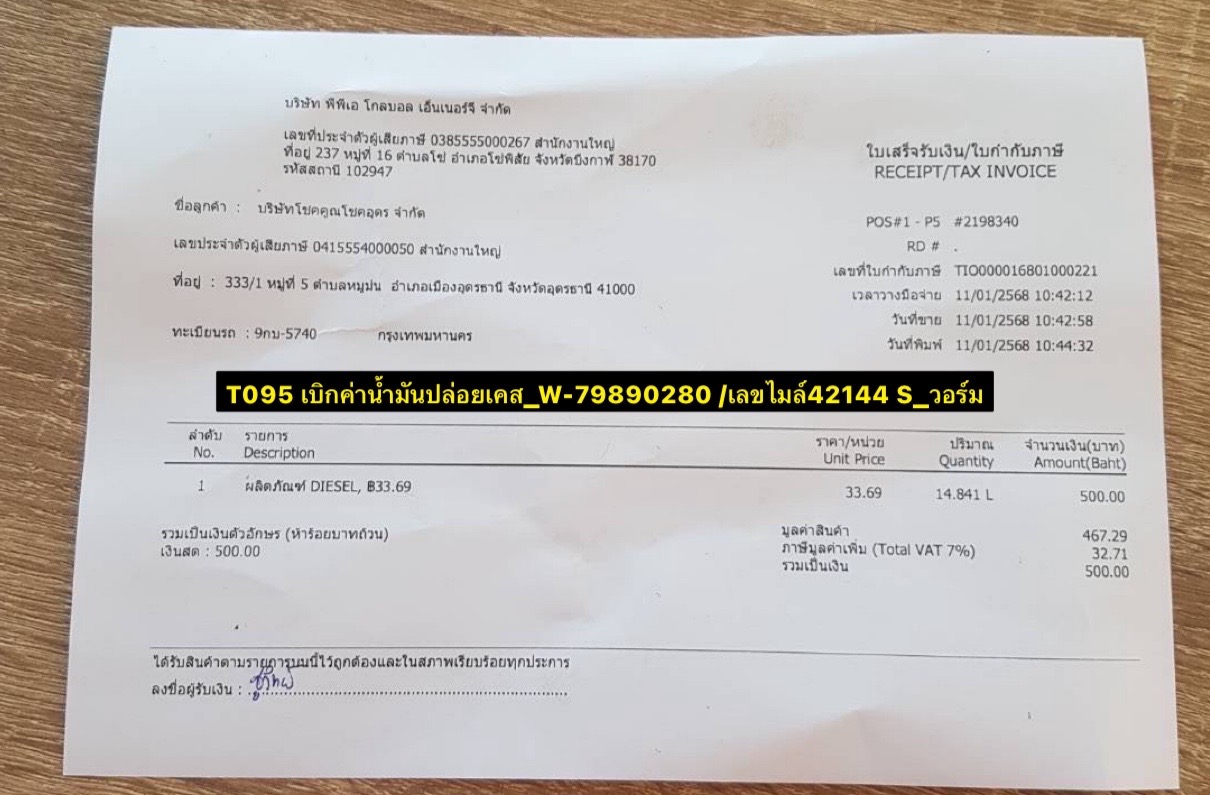 บริษัท พีพีเอ โกลบอล เอ็นเนอร์จี จำกัด
เลขที่ประจำตัวผู้เสียภาษี 0385555000267 สำนักงานใหญ่
ที่อยู่ 237 หมู่ที่ 16 ตำบลโซ่ อำเภอโซ่พิสัย จังหวัดบึงกาฬ 38170
รหัสสถานี 102947
ใบเสร็จรับเงิน/ใบกำกับภาษี
RECEIPT/TAX INVOICE
ชื่อลูกค้า : บริษัทโชคคูณโชคอุดร จำกัด
เลขประจำตัวผู้เสียภาษี 0415554000050 สำนักงานใหญ่
ที่อยู่ : 333/1 หมู่ที่ 5 ตำบลหมูม่น อำเภอเมืองอุดรธานี จังหวัดอุดรธานี 41000
ทะเบียนรถ : 9กบ-5740 กรุงเทพมหานคร
POS#1 - P5 #2198340
RD # .
เลขที่ใบกำกับภาษี TIO000016801000221
เวลาวางมือจ่าย 11/01/2568 10:42:12
วันที่ขาย 11/01/2568 10:42:58
วันที่พิมพ์ 11/01/2568 10:44:32
T095 เบิกค่าน้ำมันปล่อยเคส_W-79890280 /เลขไมล์42144 S_วอร์ม
ลำดับ รายการ ราคา/หน่วย ปริมาณ จำนวนเงิน(บาท)
No. Description Unit Price Quantity Amount(Baht)
1 ผลิตภัณฑ์ DIESEL, ฿33.69 33.69 14.841 L 500.00
รวมเป็นเงินตัวอักษร (ห้าร้อยบาทถ้วน)
เงินสด : 500.00
มูลค่าสินค้า 467.29
ภาษีมูลค่าเพิ่ม (Total VAT 7%) 32.71
รวมเป็นเงิน 500.00
ได้รับสินค้าตามรายการบนนี้ไว้ถูกต้องและในสภาพเรียบร้อยทุกประการ
ลงชื่อผู้รับเงิน :